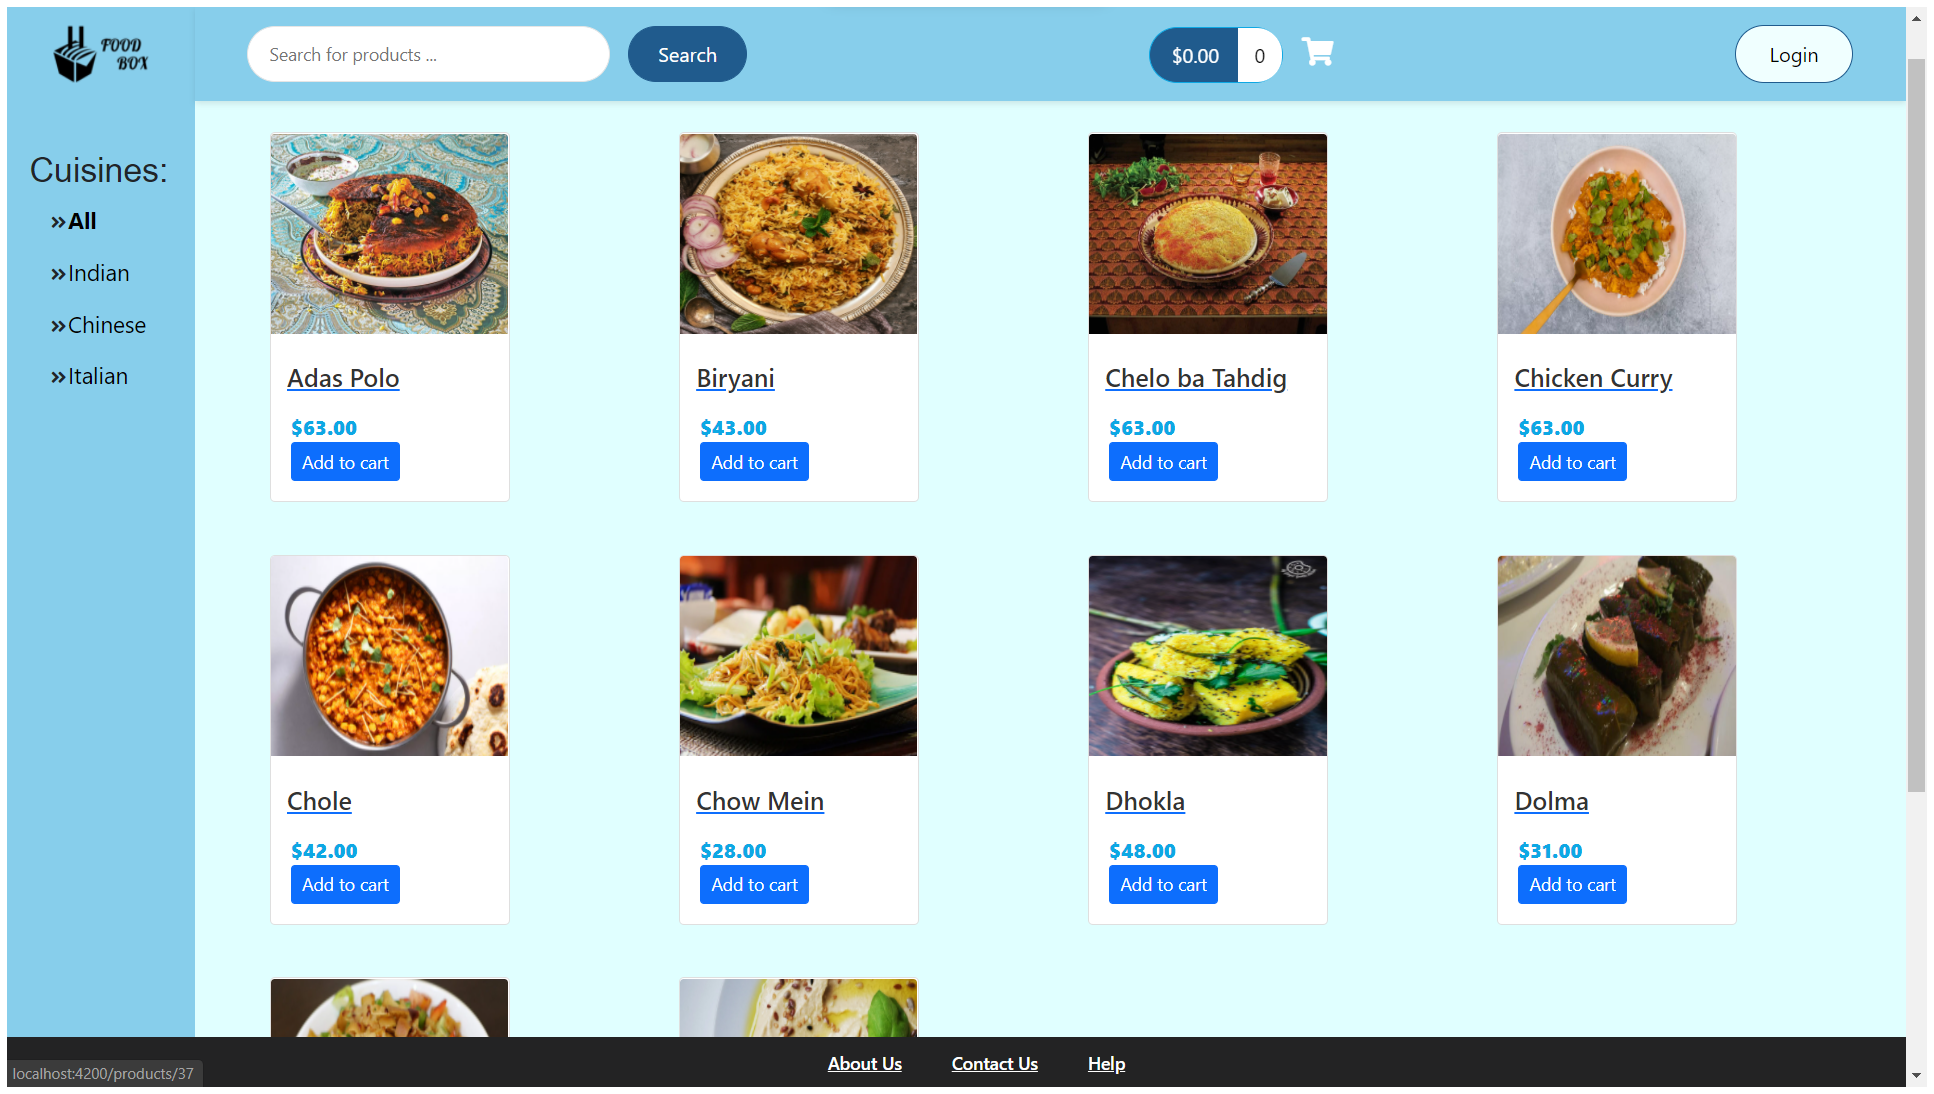 FOOD
BOX
Search for products ...
Search
$0.00
0
Login
Cuisines:
All
Indian
Chinese
Italian
Adas Polo
$63.00
Add to cart
Biryani
$43.00
Add to cart
Chelo ba Tahdig
$63.00
Add to cart
Chicken Curry
$63.00
Add to cart
Chole
$42.00
Add to cart
Chow Mein
$28.00
Add to cart
Dhokla
$48.00
Add to cart
Dolma
$31.00
Add to cart
About Us
Contact Us
Help
localhost:4200/products/37